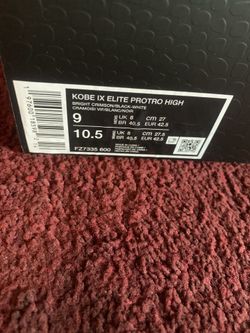 KOBE IX ELITE PROTRO HIGH
BRIGHT CRIMSON/BLACK-WHITE
CRAMOISI VIF/BLANC/NOIR
9 UK 8 CM 27
BR 40.5 EUR 42.5
10.5 UK 8 CM 27.5
BR 40.5 EUR 42.5
FZ7335 600